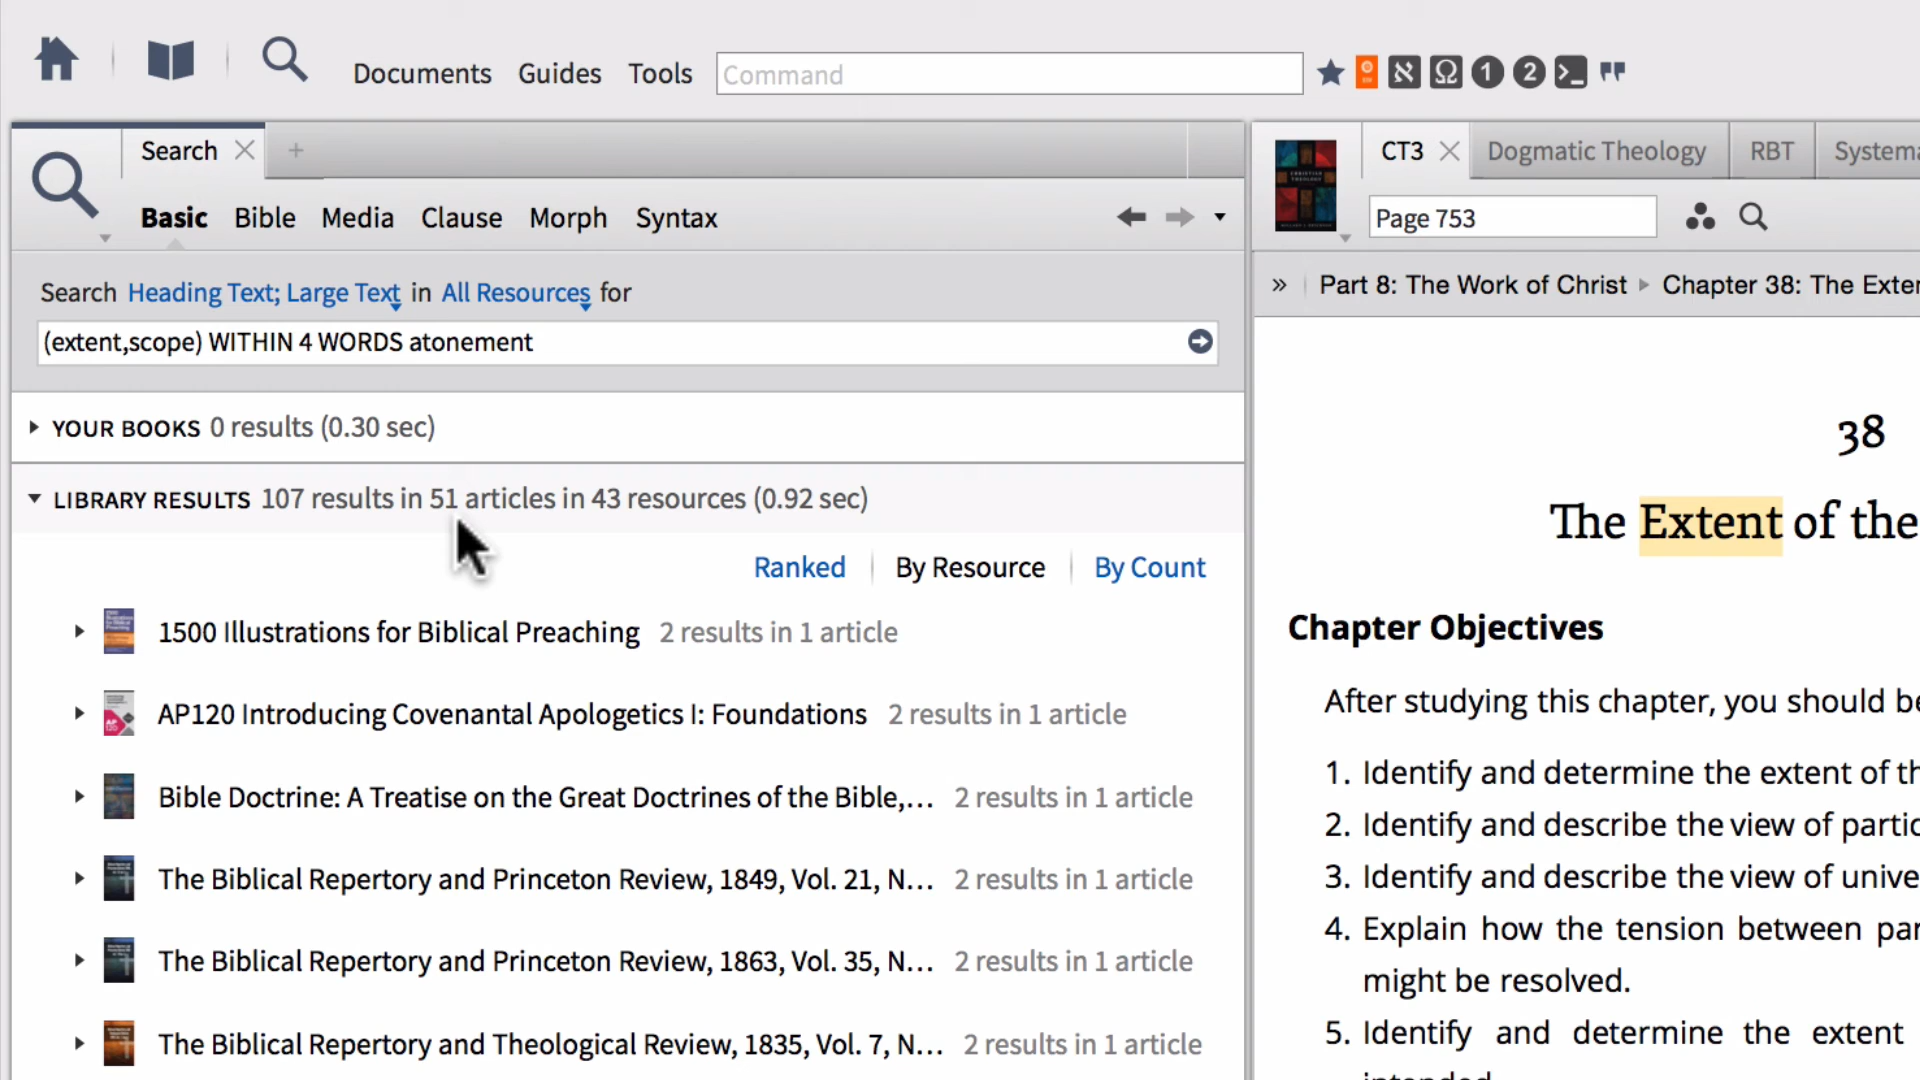 Documents Guides Tools Command
Search
Basic Bible Media Clause Morph Syntax
Search Heading Text; Large Text in All Resources for
(extent,scope) WITHIN 4 WORDS atonement
YOUR BOOKS 0 results (0.30 sec)
LIBRARY RESULTS 107 results in 51 articles in 43 resources (0.92 sec)
Ranked By Resource By Count
1500 Illustrations for Biblical Preaching 2 results in 1 article
AP120 Introducing Covenantal Apologetics I: Foundations 2 results in 1 article
Bible Doctrine: A Treatise on the Great Doctrines of the Bible,... 2 results in 1 article
The Biblical Repertory and Princeton Review, 1849, Vol. 21, N... 2 results in 1 article
The Biblical Repertory and Princeton Review, 1863, Vol. 35, N... 2 results in 1 article
The Biblical Repertory and Theological Review, 1835, Vol. 7, N... 2 results in 1 article
CT3 Dogmatic Theology RBT Systema
Page 753
» Part 8: The Work of Christ Chapter 38: The Exter
38
The Extent of the
Chapter Objectives
After studying this chapter, you should be
1. Identify and determine the extent of th
2. Identify and describe the view of partic
3. Identify and describe the view of unive
4. Explain how the tension between par
might be resolved.
5. Identify and determine the extent